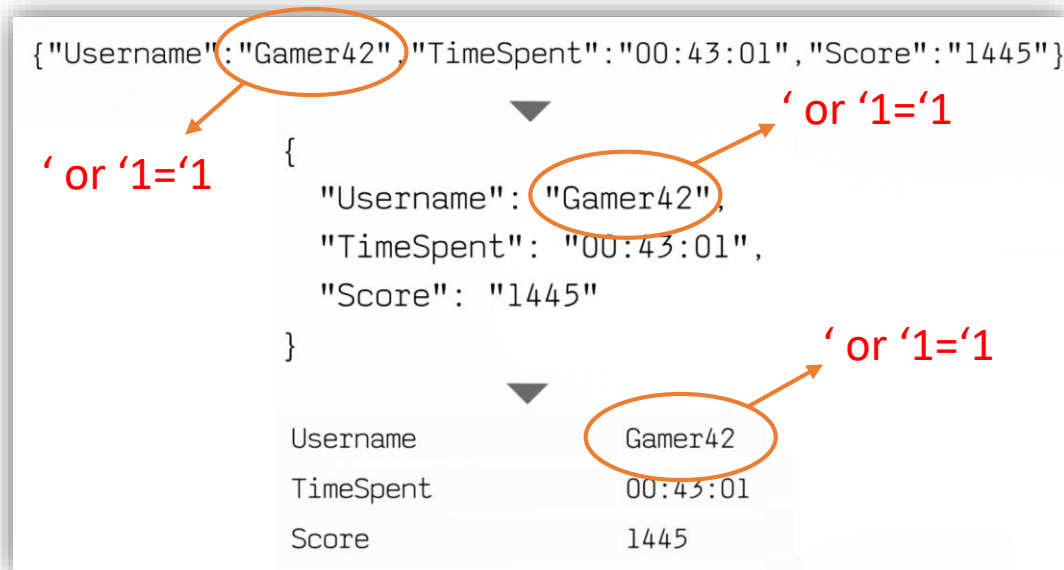 {"Username":"Gamer42","TimeSpent":"00:43:01","Score":"1445"}
‘ or ‘1=‘1
‘ or ‘1=‘1
{
"Username": "Gamer42",
"TimeSpent": "00:43:01",
"Score": "1445"
}
‘ or ‘1=‘1
Username Gamer42
TimeSpent 00:43:01
Score 1445